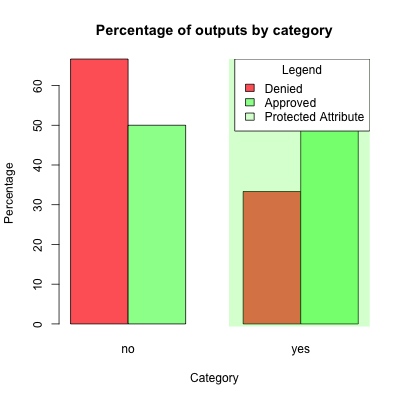 Percentage of outputs by category
Legend
Denied
Approved
Protected Attribute
Percentage
60
50
40
30
20
10
0
no
yes
Category